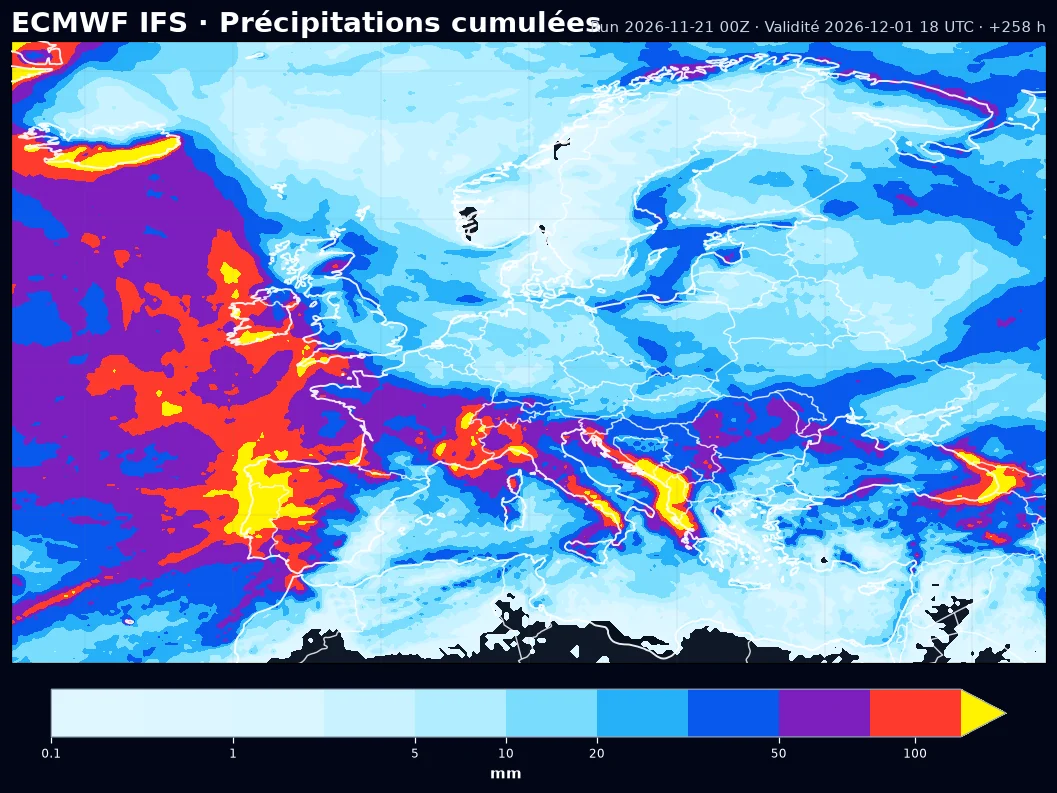 ECMWF IFS · Précipitations cumulées
Run 2026-11-21 00Z · Validité 2026-12-01 18 UTC · +258 h
0.1 1 5 10 20 50 100
mm